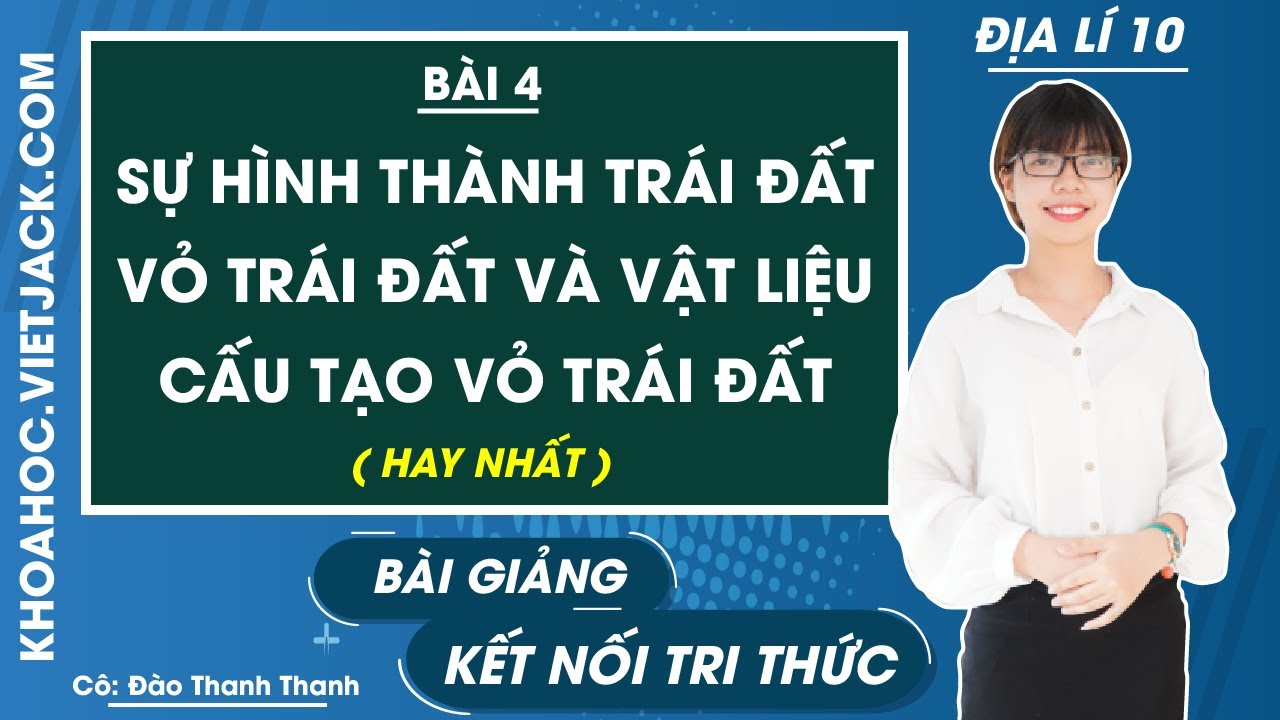 ĐỊA LÍ 10
BÀI 4
SỰ HÌNH THÀNH TRÁI ĐẤT
VỎ TRÁI ĐẤT VÀ VẬT LIỆU
CẤU TẠO VỎ TRÁI ĐẤT
( HAY NHẤT )
BÀI GIẢNG
KẾT NỐI TRI THỨC
Cô: Đào Thanh Thanh
KHOAHOC.VIETJACK.COM